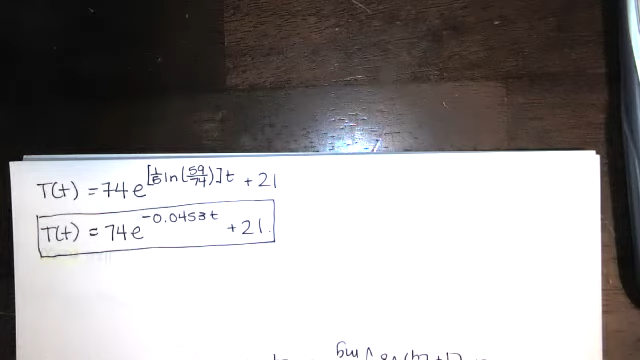 T(t) = 74e^[1/5 ln(59/74)]t + 21
T(t) = 74e^-0.0453t + 21.